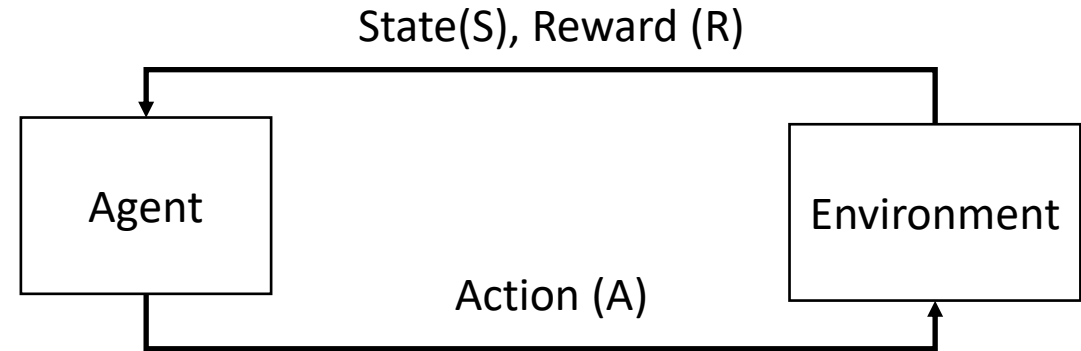 State(S), Reward (R)
Agent
Environment
Action (A)